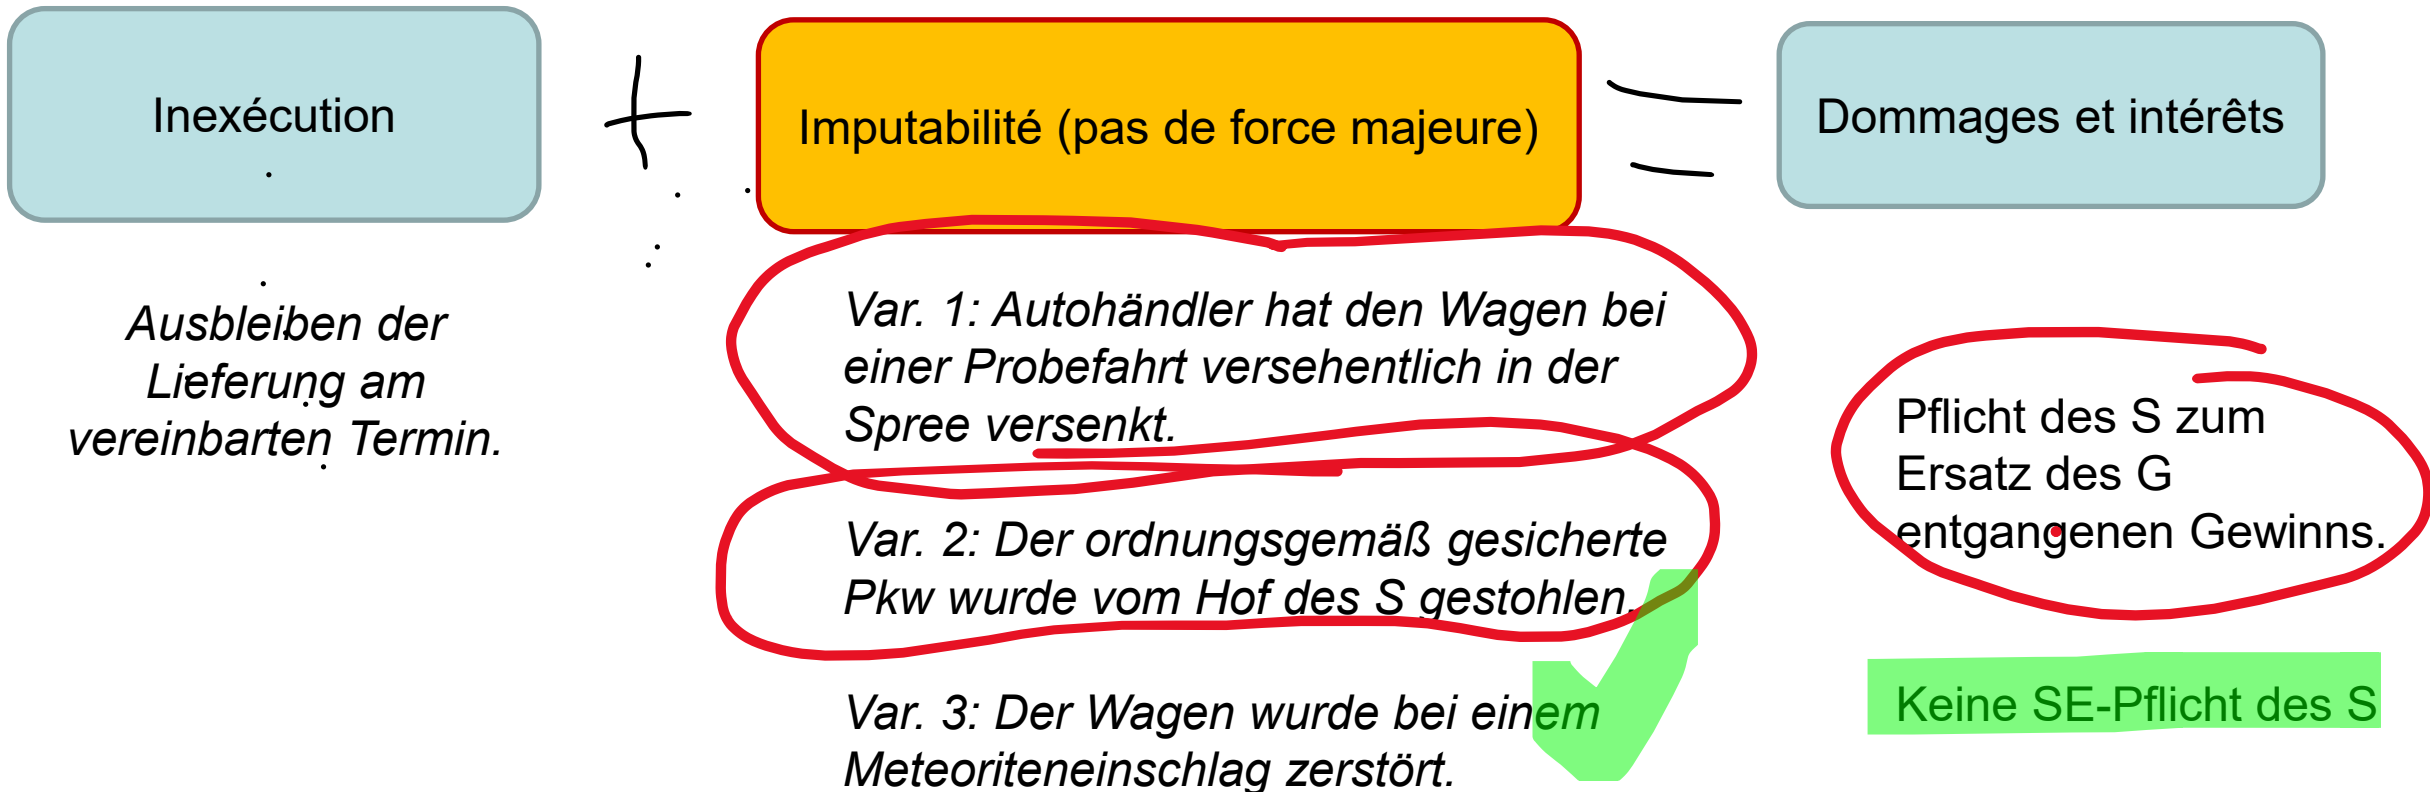 Inexécution
+
Imputabilité (pas de force majeure)
=
Dommages et intérêts
Ausbleiben der
Lieferung am
vereinbarten Termin.
Var. 1: Autohändler hat den Wagen bei
einer Probefahrt versehentlich in der
Spree versenkt.
Var. 2: Der ordnungsgemäß gesicherte
Pkw wurde vom Hof des S gestohlen.
Var. 3: Der Wagen wurde bei einem
Meteoriteneinschlag zerstört.
Pflicht des S zum
Ersatz des G
entgangenen Gewinns.
Keine SE-Pflicht des S